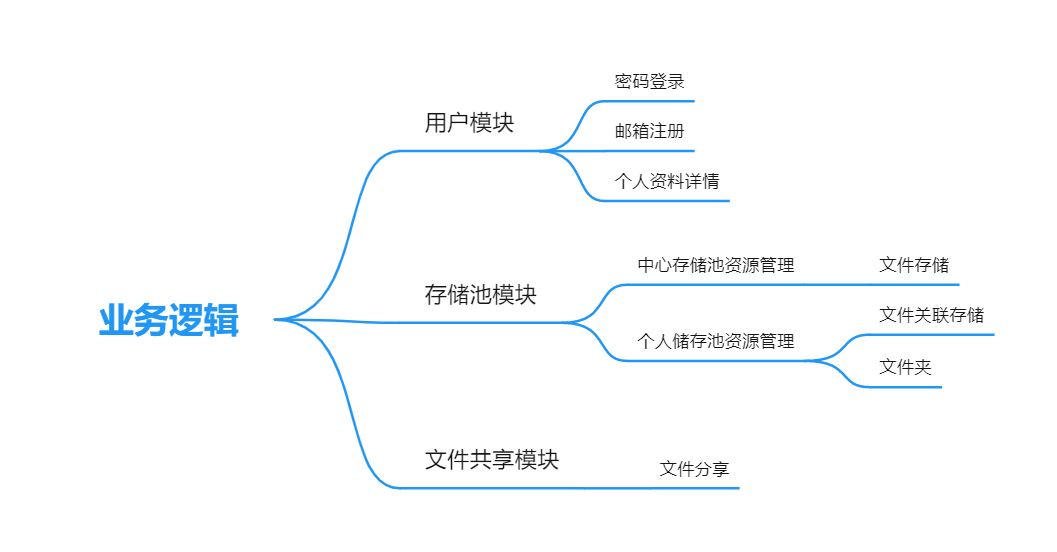 业务逻辑
用户模块
密码登录
邮箱注册
个人资料详情
存储池模块
中心存储池资源管理
文件存储
个人储存池资源管理
文件关联存储
文件夹
文件共享模块
文件分享